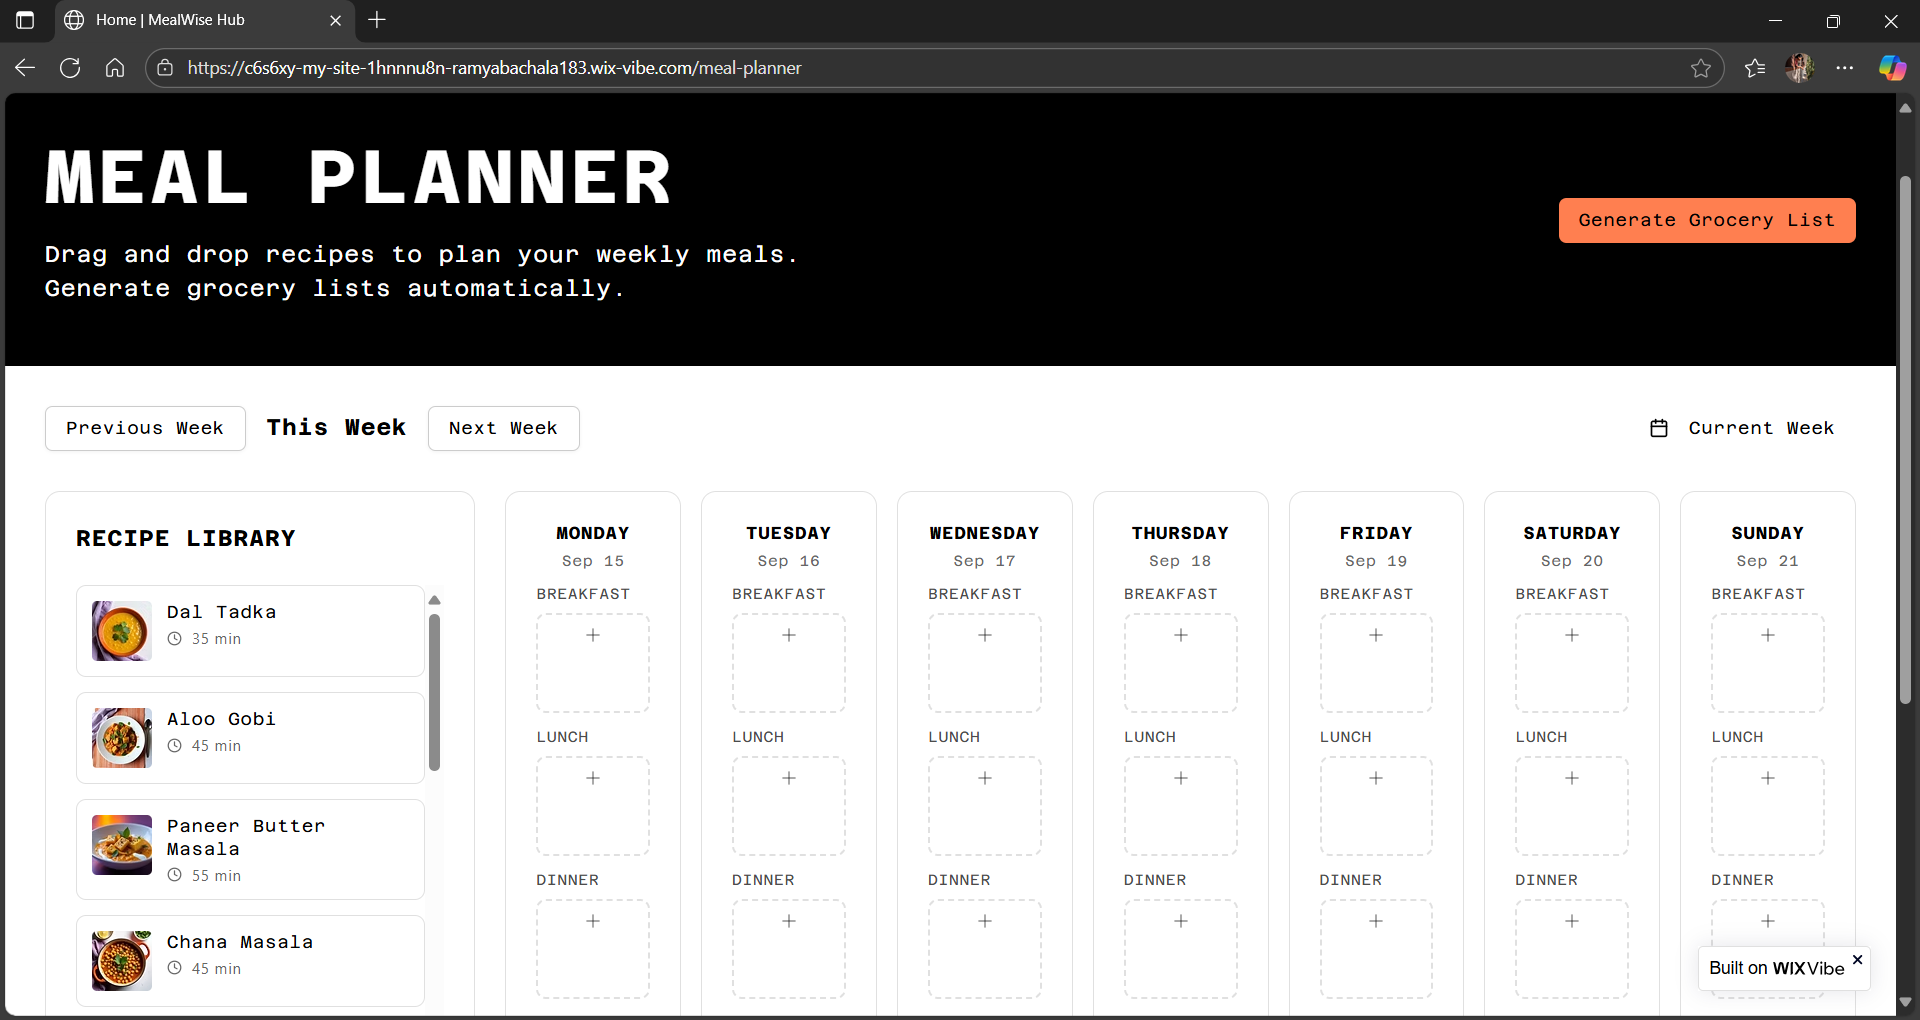 Home | MealWise Hub
https://c6s6xy-my-site-1hnnnu8n-ramyabachala183.wix-vibe.com/meal-planner
MEAL PLANNER
Drag and drop recipes to plan your weekly meals.
Generate grocery lists automatically.
Generate Grocery List
Previous Week
This Week
Next Week
Current Week
RECIPE LIBRARY
Dal Tadka
35 min
Aloo Gobi
45 min
Paneer Butter
Masala
55 min
Chana Masala
45 min
MONDAY
Sep 15
BREAKFAST
+
LUNCH
+
DINNER
+
TUESDAY
Sep 16
BREAKFAST
+
LUNCH
+
DINNER
+
WEDNESDAY
Sep 17
BREAKFAST
+
LUNCH
+
DINNER
+
THURSDAY
Sep 18
BREAKFAST
+
LUNCH
+
DINNER
+
FRIDAY
Sep 19
BREAKFAST
+
LUNCH
+
DINNER
+
SATURDAY
Sep 20
BREAKFAST
+
LUNCH
+
DINNER
+
SUNDAY
Sep 21
BREAKFAST
+
LUNCH
+
DINNER
+
Built on WIX Vibe